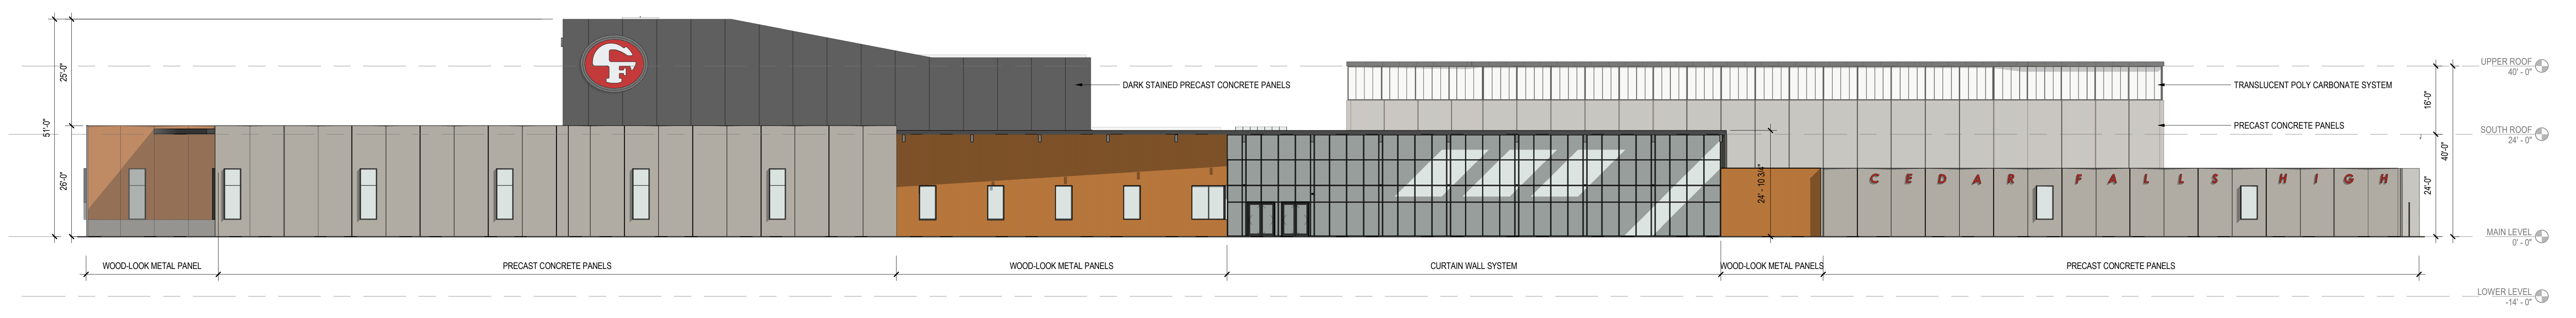 25'-0"
51'-0"
26'-0"
CF
DARK STAINED PRECAST CONCRETE PANELS
TRANSLUCENT POLY CARBONATE SYSTEM
PRECAST CONCRETE PANELS
UPPER ROOF
40' - 0"
16'-0"
SOUTH ROOF
24' - 0"
40'-0"
24'-0"
24' - 10 3/4"
CEDAR FALLS HIGH
MAIN LEVEL
0' - 0"
WOOD-LOOK METAL PANEL
PRECAST CONCRETE PANELS
WOOD-LOOK METAL PANELS
CURTAIN WALL SYSTEM
WOOD-LOOK METAL PANELS
PRECAST CONCRETE PANELS
LOWER LEVEL
-14' - 0"